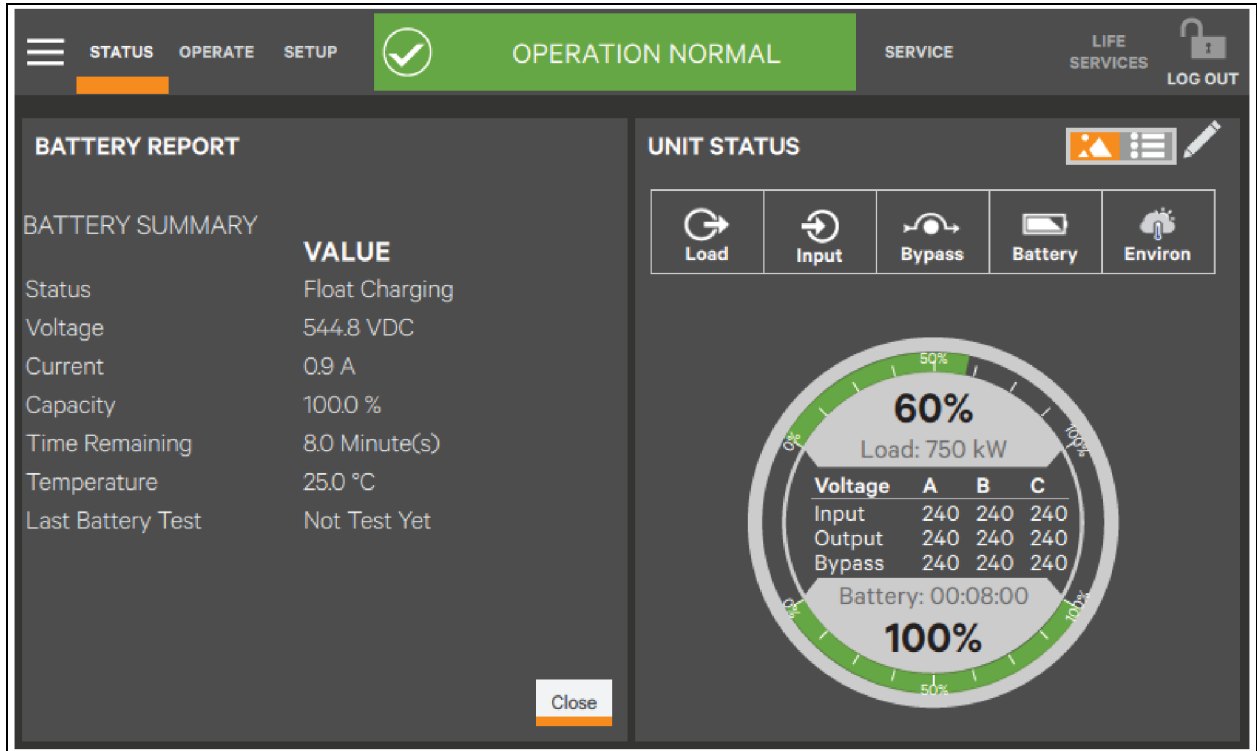 STATUS OPERATE SETUP OPERATION NORMAL SERVICE LIFE SERVICES LOG OUT
BATTERY REPORT
BATTERY SUMMARY
VALUE
Status Float Charging
Voltage 544.8 VDC
Current 0.9 A
Capacity 100.0 %
Time Remaining 8.0 Minute(s)
Temperature 25.0 °C
Last Battery Test Not Test Yet
Close
UNIT STATUS
Load Input Bypass Battery Environ
50%
60%
0% 100%
Load: 750 kW
Voltage A B C
Input 240 240 240
Output 240 240 240
Bypass 240 240 240
Battery: 00:08:00
0% 100%
100%
50%